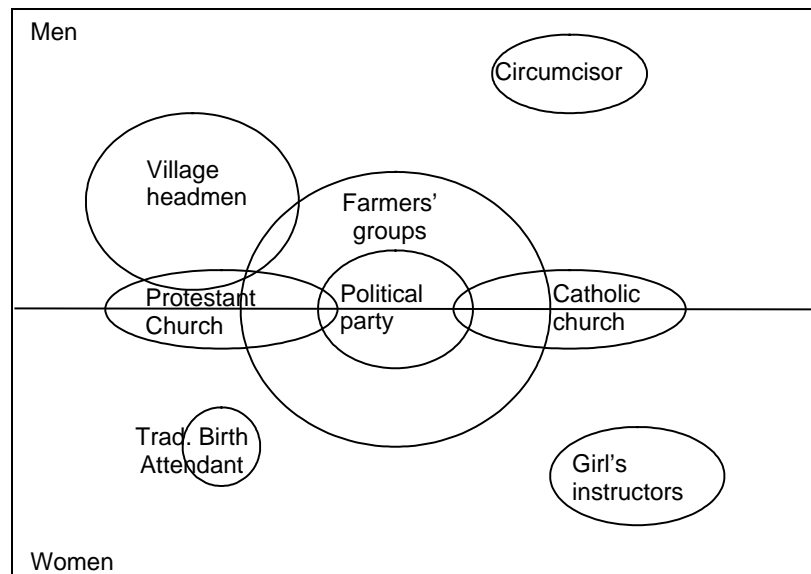 Men
Circumcisor
Village
headmen
Farmers’
groups
Protestant
Church
Political
party
Catholic
church
Trad. Birth
Attendant
Girl’s
instructors
Women